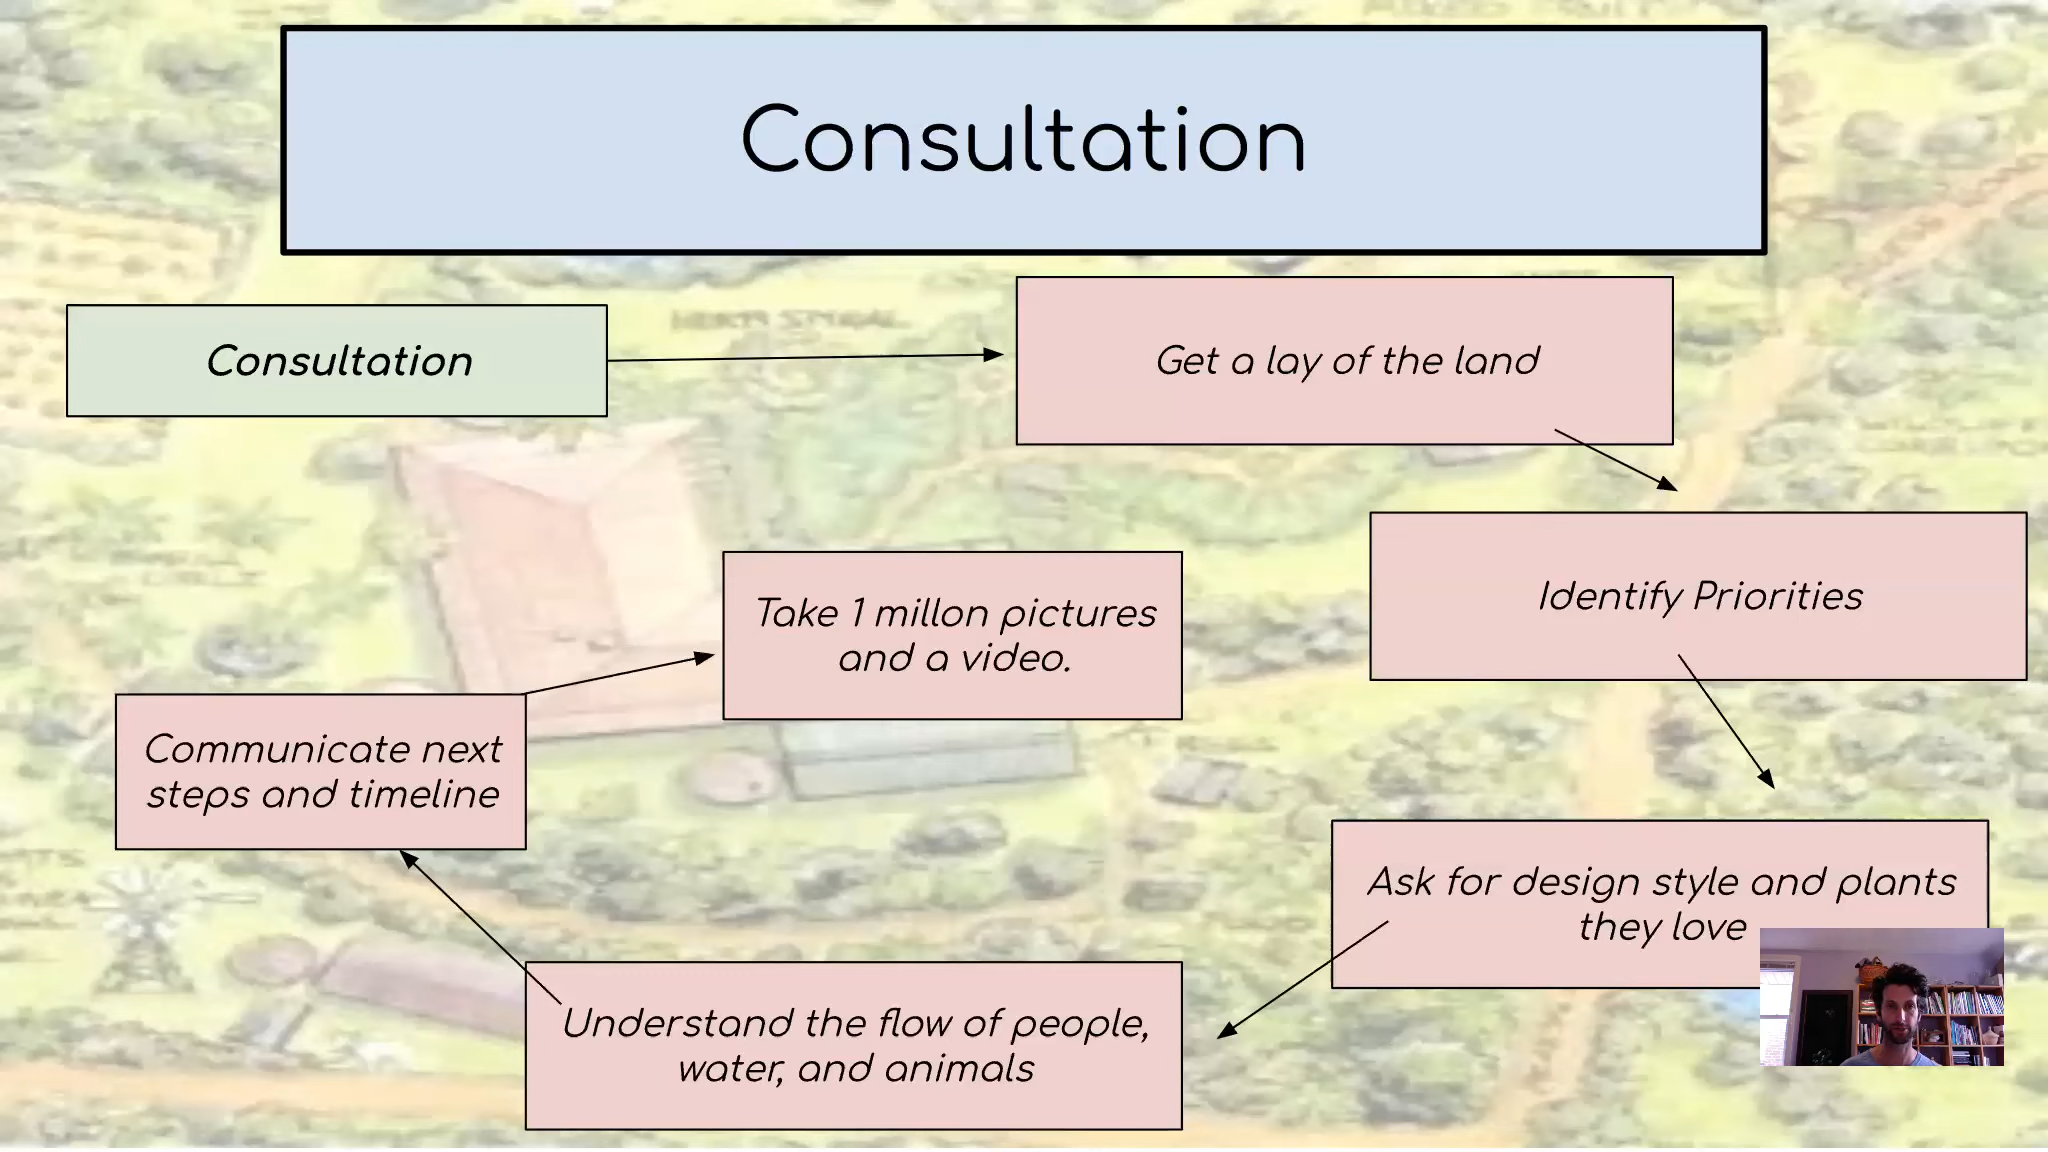 Consultation
Consultation
Get a lay of the land
Identify Priorities
Ask for design style and plants
they love
Understand the flow of people,
water, and animals
Communicate next
steps and timeline
Take 1 millon pictures
and a video.